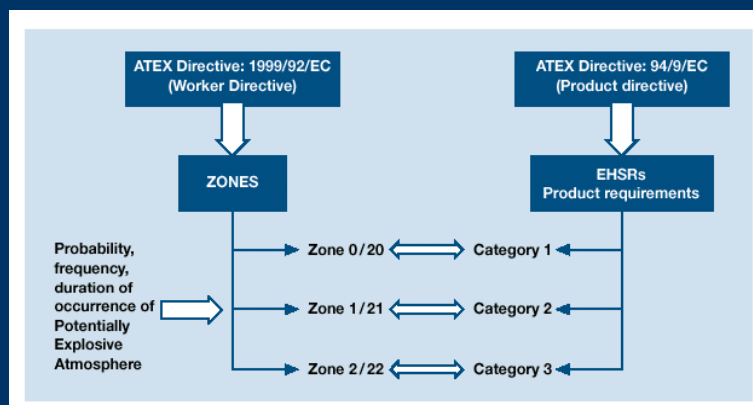 ATEX Directive: 1999/92/EC
(Worker Directive)
ATEX Directive: 94/9/EC
(Product directive)
ZONES
EHSRs
Product requirements
Probability,
frequency,
duration of
occurrence of
Potentially
Explosive
Atmosphere
Zone 0/20
Category 1
Zone 1/21
Category 2
Zone 2/22
Category 3